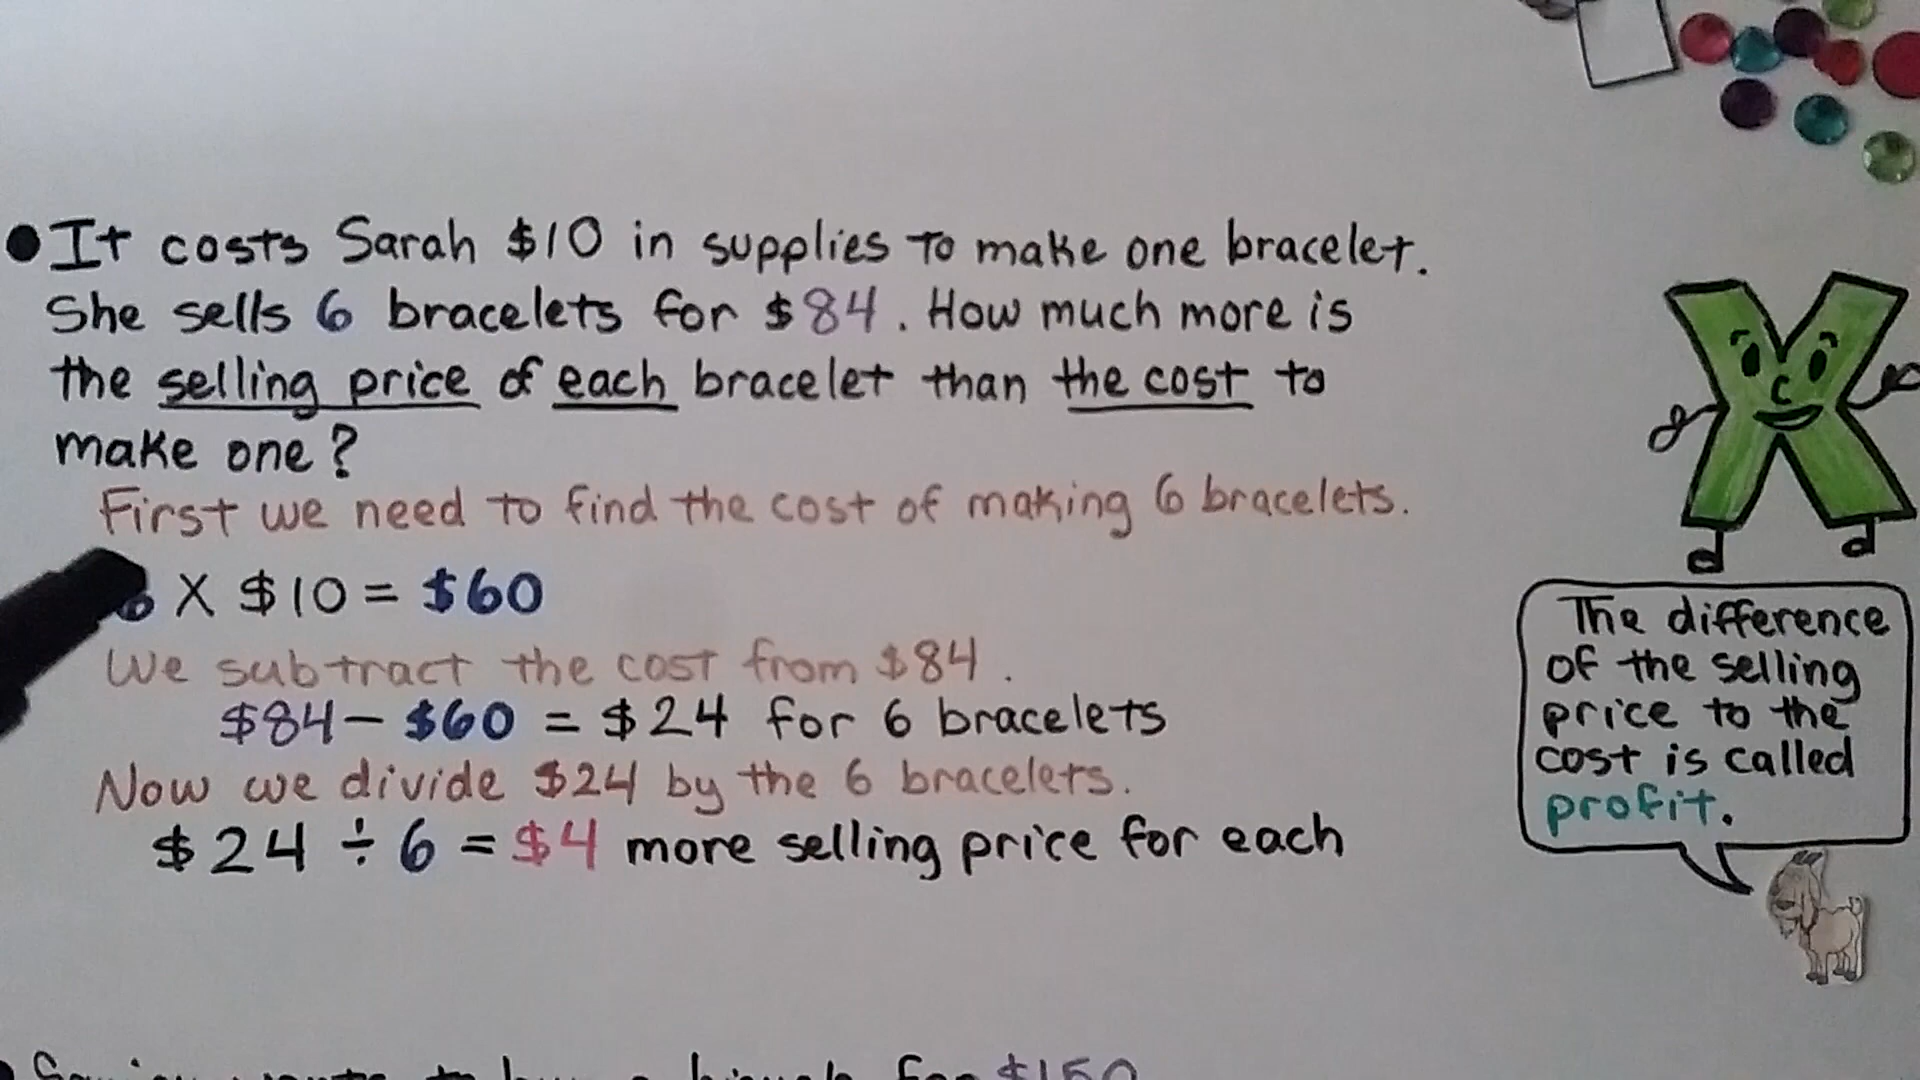 It costs Sarah $10 in supplies to make one bracelet.
She sells 6 bracelets for $84. How much more is
the selling price of each bracelet than the cost to
make one?
First we need to find the cost of making 6 bracelets.
6 X $10 = $60
We subtract the cost from $84.
$84 - $60 = $24 for 6 bracelets
Now we divide $24 by the 6 bracelets.
$24 ÷ 6 = $4 more selling price for each
The difference
of the selling
price to the
cost is called
profit.
for $150